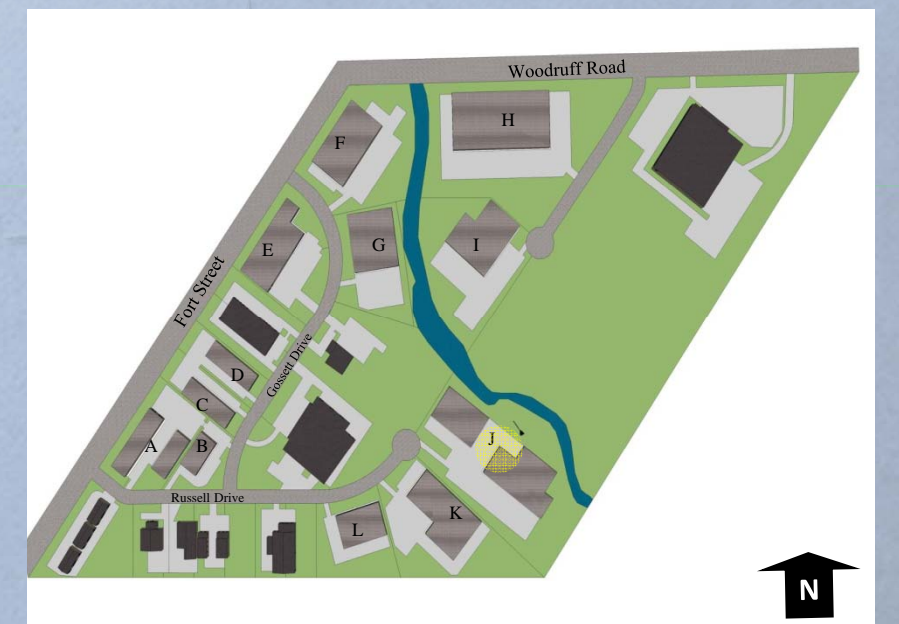 Woodruff Road
H
F
G
I
E
Fort Street
Gossett Drive
D
C
A
B
J
Russell Drive
K
L
N